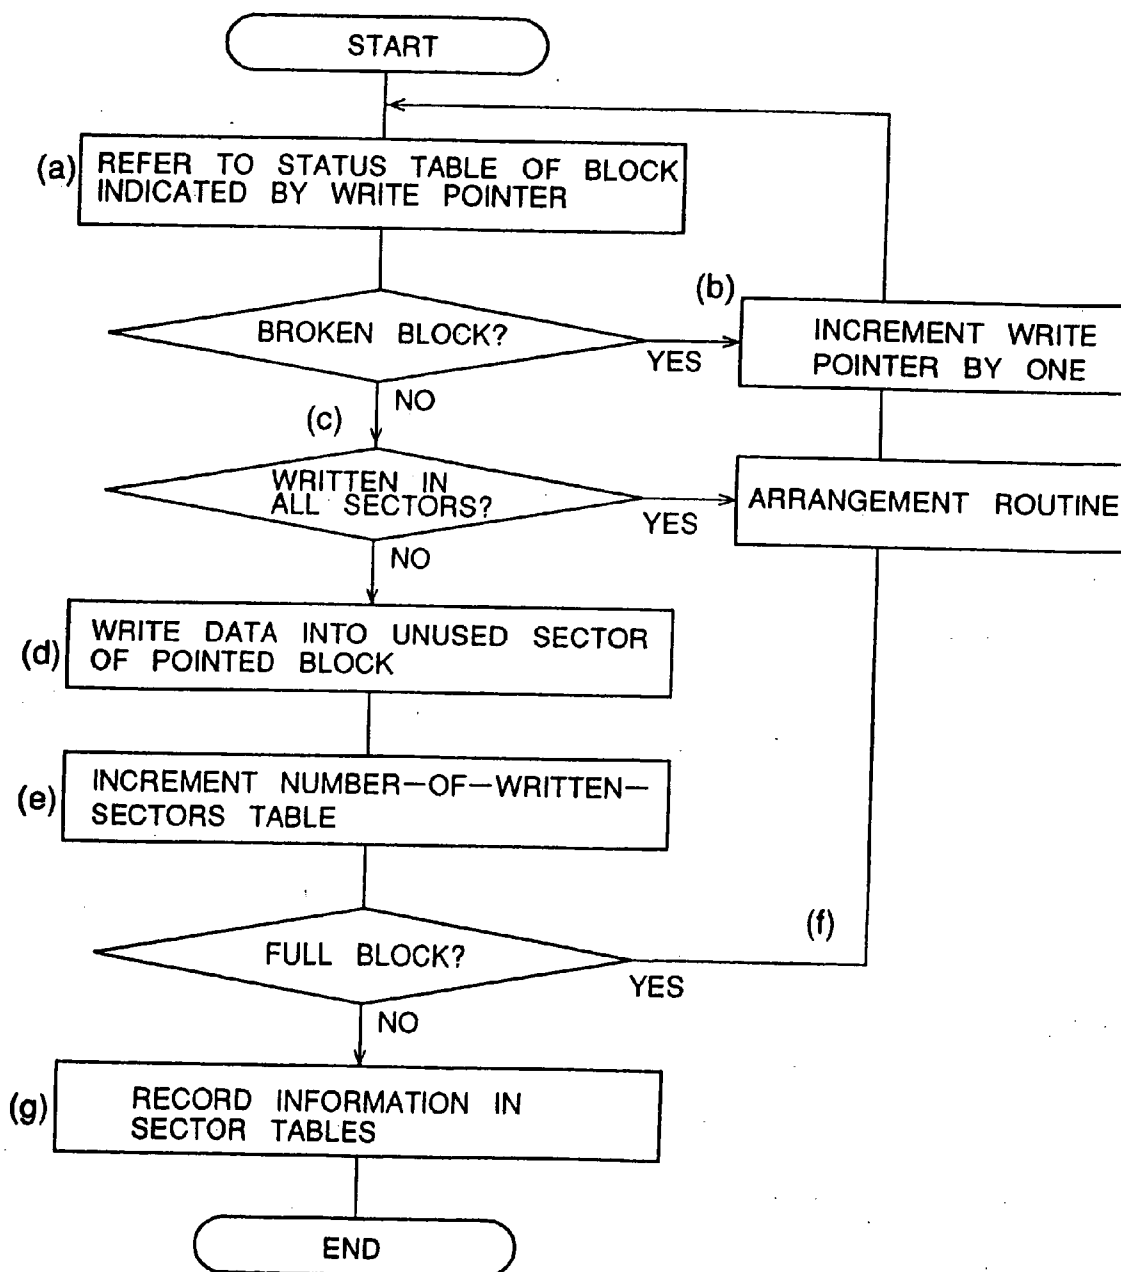 START
(a)
REFER TO STATUS TABLE OF BLOCK
INDICATED BY WRITE POINTER
BROKEN BLOCK?
YES
NO
(b)
INCREMENT WRITE
POINTER BY ONE
(c)
WRITTEN IN
ALL SECTORS?
YES
NO
ARRANGEMENT ROUTINE
(d)
WRITE DATA INTO UNUSED SECTOR
OF POINTED BLOCK
(e)
INCREMENT NUMBER-OF-WRITTEN-
SECTORS TABLE
FULL BLOCK?
(f)
YES
NO
(g)
RECORD INFORMATION IN
SECTOR TABLES
END